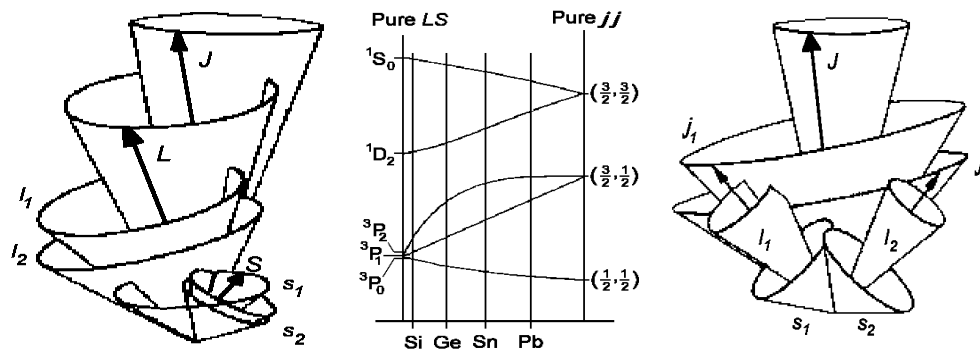 J
L
l₁
l₂
S
s₁
s₂
Pure LS
Pure jj
¹S₀
¹D₂
³P₂
³P₁
³P₀
(3/2, 3/2)
(3/2, 1/2)
(1/2, 1/2)
Si Ge Sn Pb
J
j₁
l₁
l₂
s₁ s₂